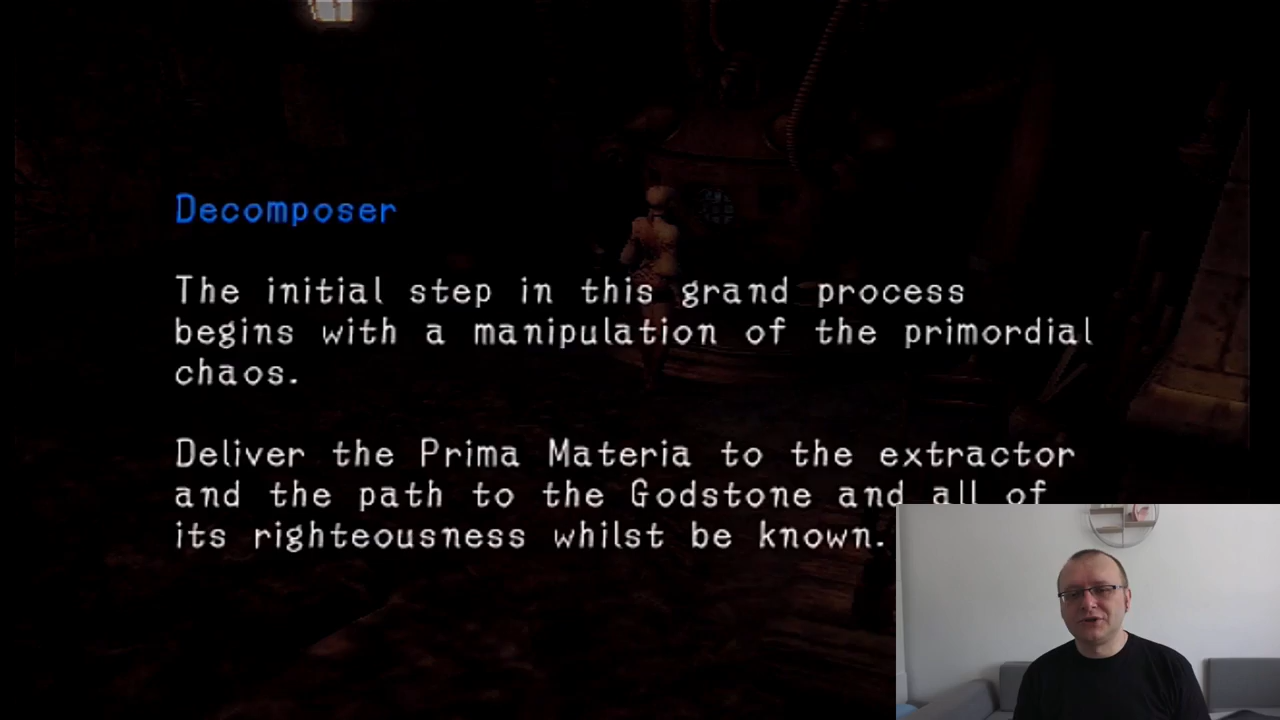 Decomposer
The initial step in this grand process
begins with a manipulation of the primordial
chaos.
Deliver the Prima Materia to the extractor
and the path to the Godstone and all of
its righteousness whilst be known.